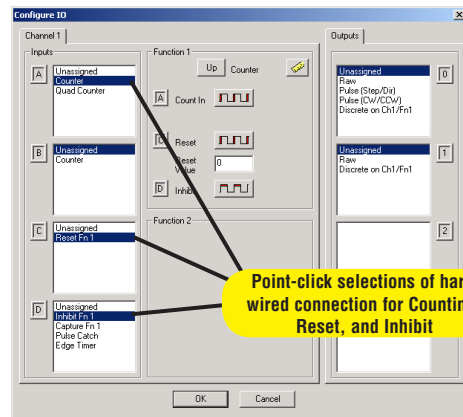 Configure IO
Channel 1
Inputs
A
Unassigned
Counter
Quad Counter
B
Unassigned
Counter
C
Unassigned
Reset Fn 1
D
Unassigned
Inhibit Fn 1
Capture Fn 1
Pulse Catch
Edge Timer
Function 1
Up Counter
A Count In
C Reset
Reset Value 0
D Inhibit
Function 2
Outputs
Unassigned
Raw
Pulse (Step/Dir)
Pulse (CW/CCW)
Discrete on Ch1/Fn1
0
Unassigned
Raw
Discrete on Ch1/Fn1
1
2
Point-click selections of har
wired connection for Countin
Reset, and Inhibit
OK Cancel